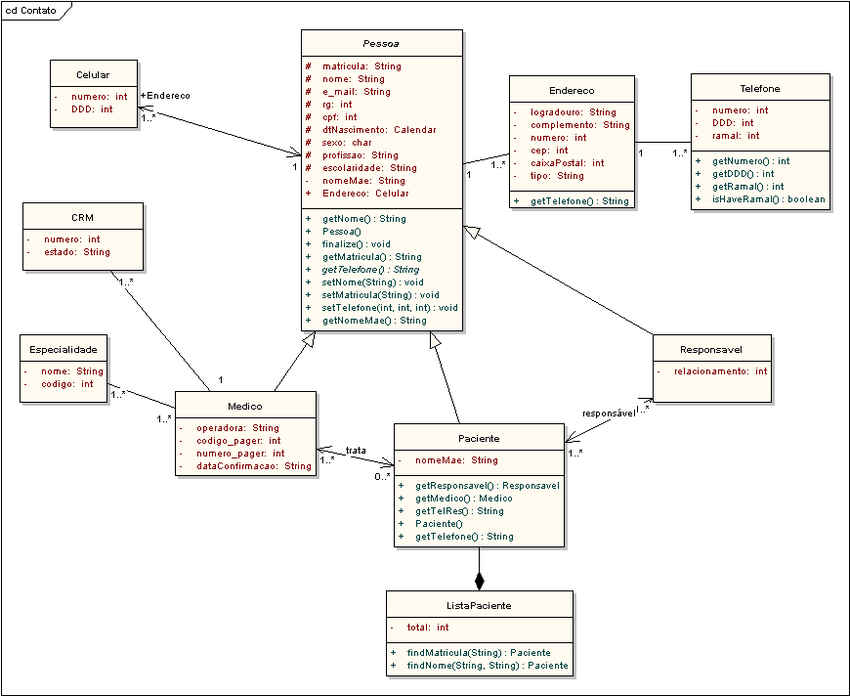 cd Contato
Pessoa
# matricula: String
# nome: String
# e_mail: String
# rg: int
# cpf: int
# dtNascimento: Calendar
# sexo: char
# profissao: String
# escolaridade: String
- nomeMae: String
+ Endereco: Celular
+ getNome() : String
+ Pessoa()
+ finalize() : void
+ getMatricula() : String
+ getTelefone() : String
+ setNome(String) : void
+ setMatricula(String) : void
+ setTelefone(int, int, int) : void
+ getNomeMae() : String
Celular
- numero: int
- DDD: int
+Endereco
1..*
1
Endereco
- logradouro: String
- complemento: String
- numero: int
- cep: int
- caixaPostal: int
- tipo: String
+ getTelefone() : String
1
1..*
Telefone
- numero: int
- DDD: int
- ramal: int
+ getNumero() : int
+ getDDD() : int
+ getRamal() : int
+ isHaveRamal() : boolean
1
1..*
CRM
- numero: int
- estado: String
1..*
1
Especialidade
- nome: String
- codigo: int
1..*
1..*
Medico
- operadora: String
- codigo_pager: int
- numero_pager: int
- dataConfirmacao: String
trata
1..*
0..*
Responsavel
- relacionamento: int
responsável
1..*
1..*
Paciente
- nomeMae: String
+ getResponsavel() : Responsavel
+ getMedico() : Medico
+ getTelRes() : String
+ Paciente()
+ getTelefone() : String
ListaPaciente
- total: int
+ findMatricula(String) : Paciente
+ findNome(String, String) : Paciente